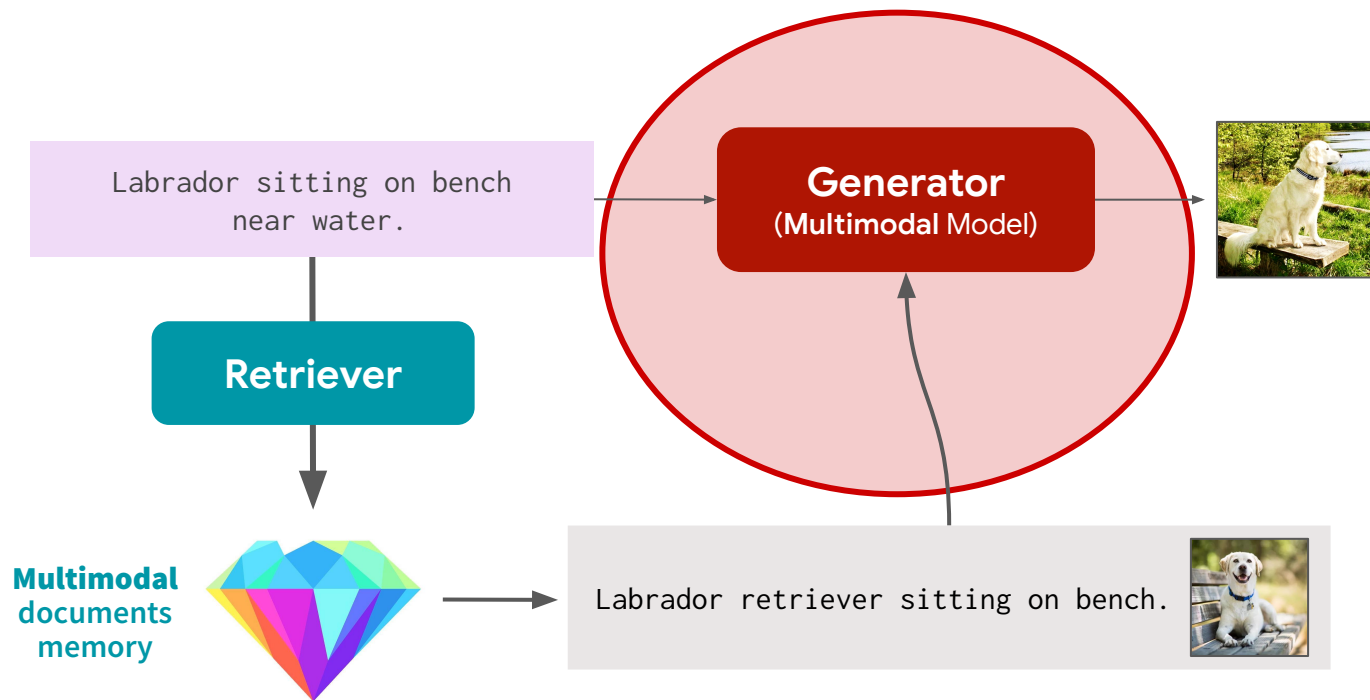 Labrador sitting on bench
near water.
Generator
(Multimodal Model)
Retriever
Multimodal
documents
memory
Labrador retriever sitting on bench.